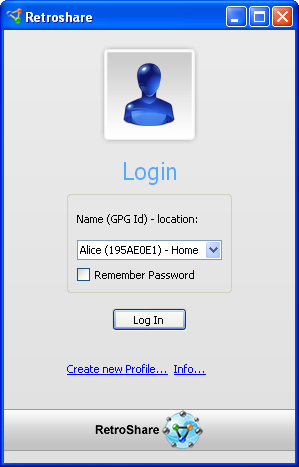 Retroshare
Login
Name (GPG Id) - location:
Alice (195AE0E1) - Home
Remember Password
Log In
Create new Profile... Info...
RetroShare